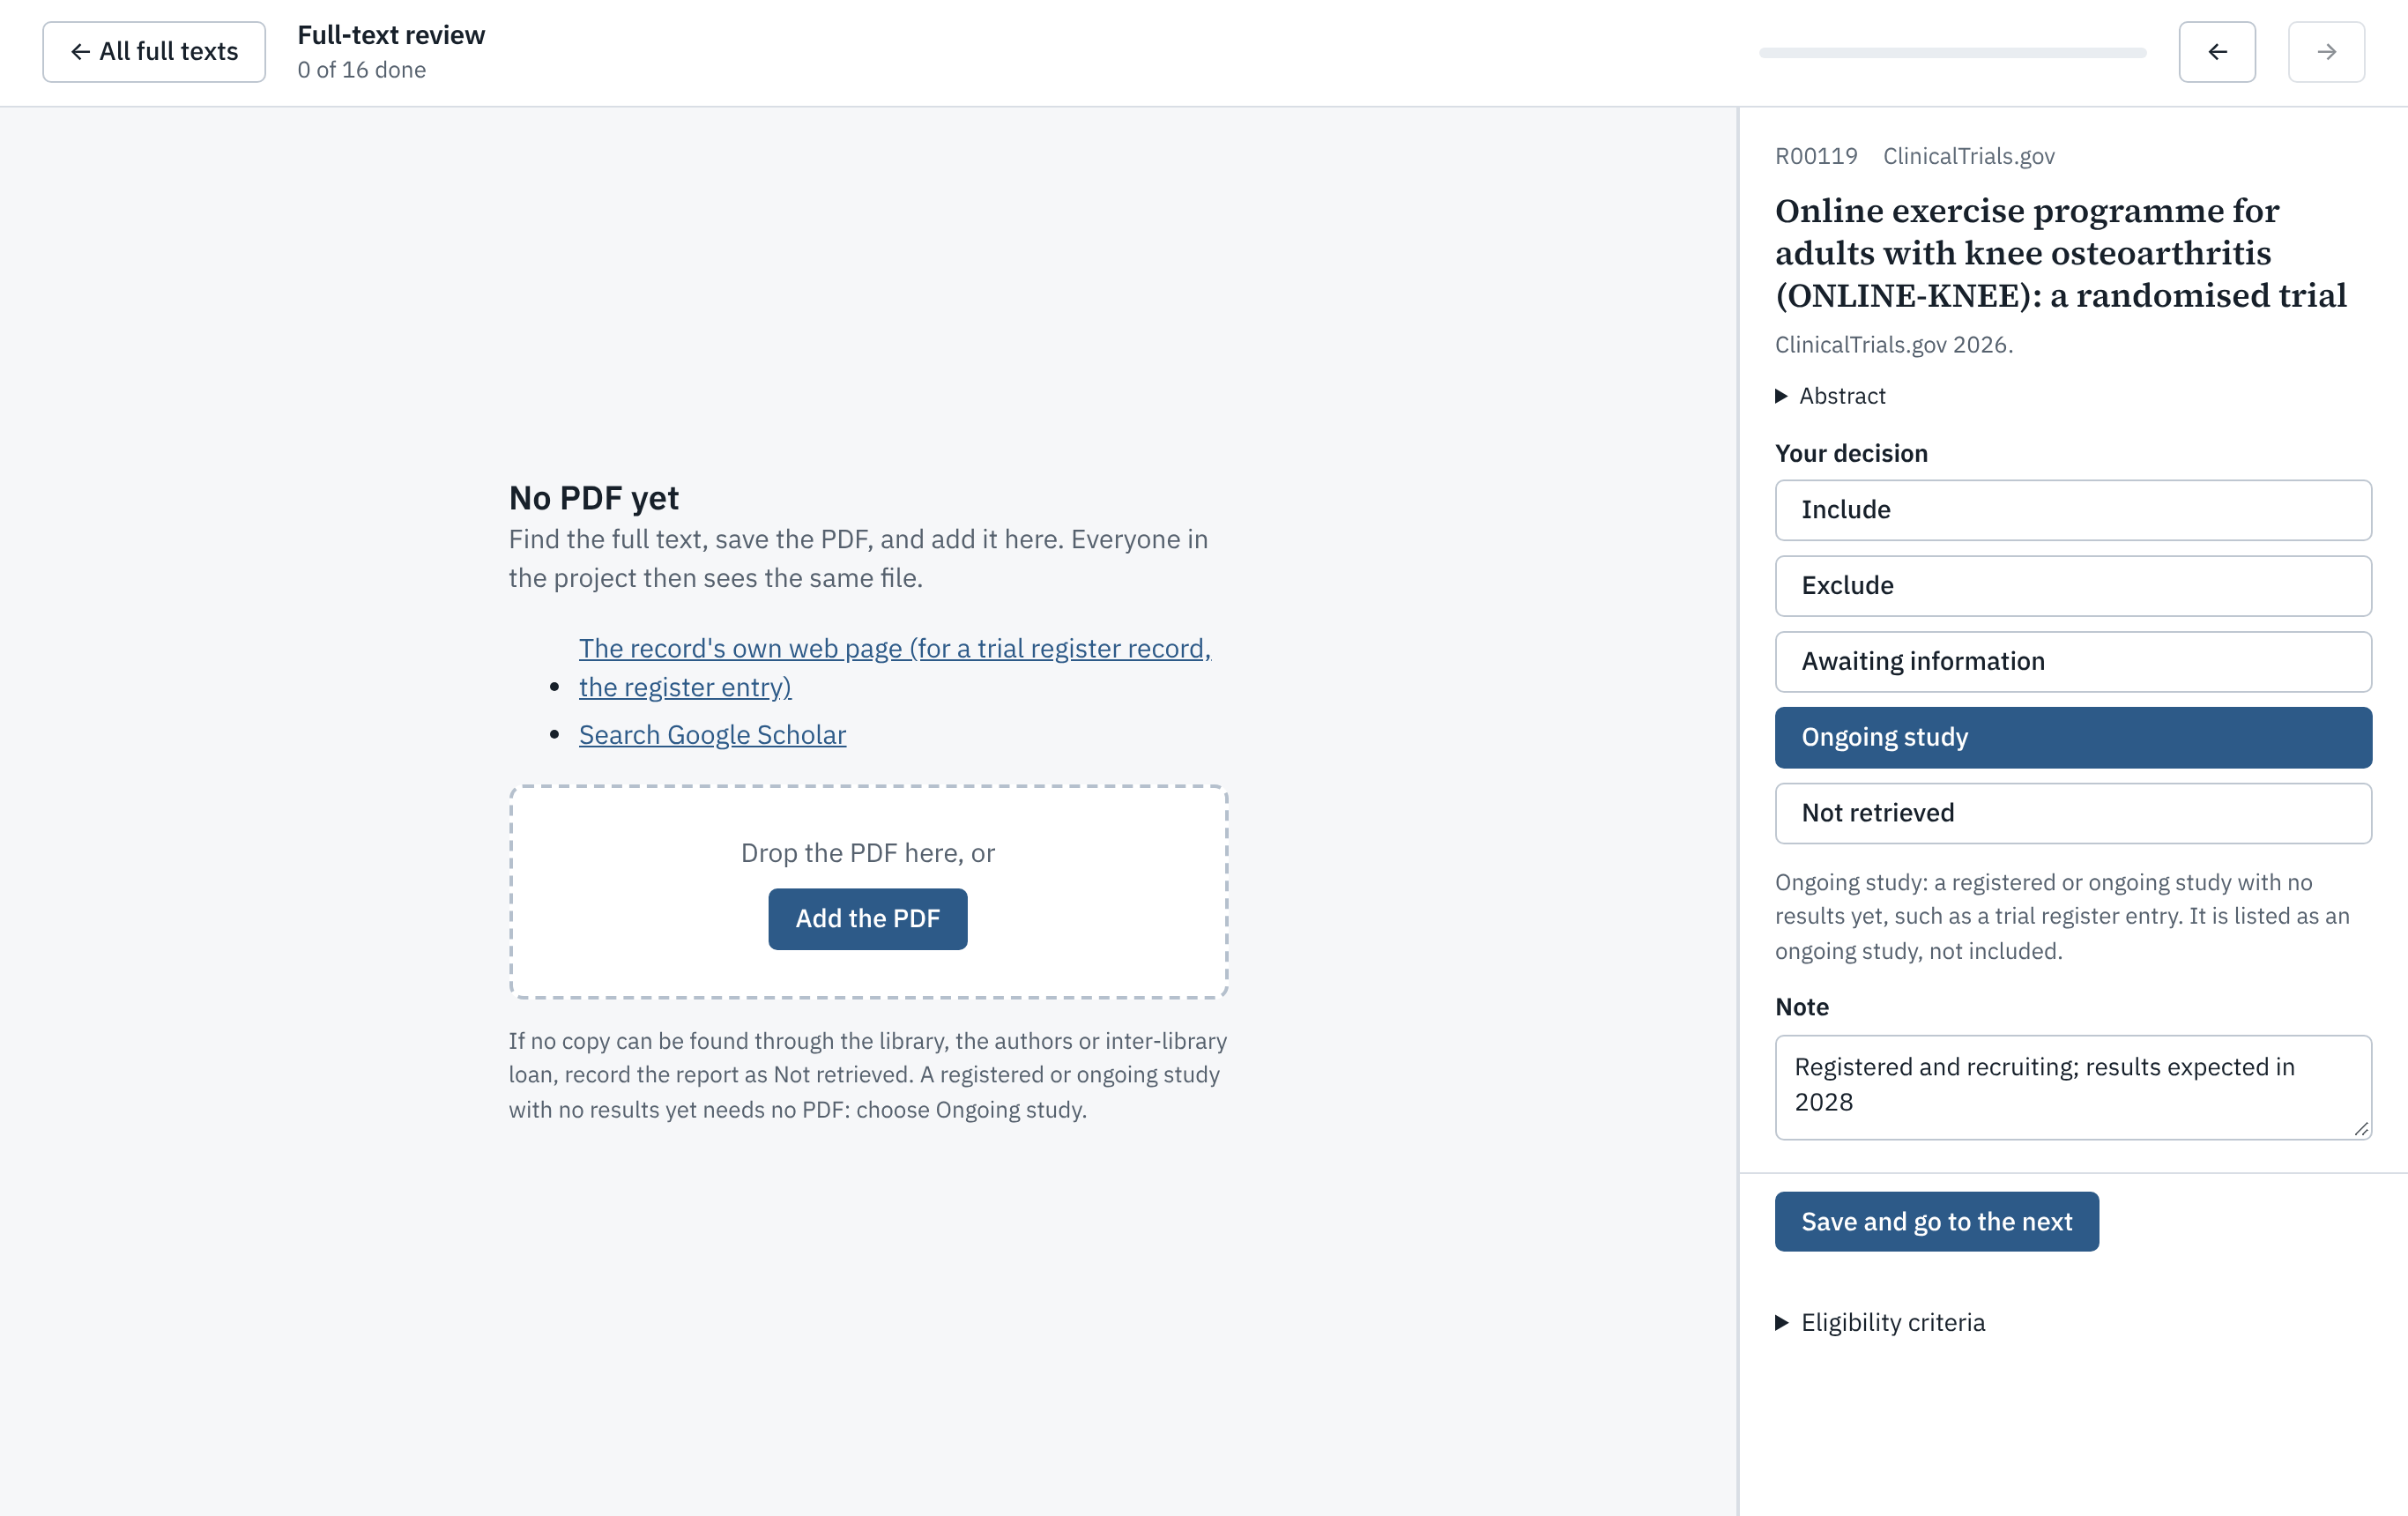 ← All full texts
Full-text review
0 of 16 done
←
→
No PDF yet
Find the full text, save the PDF, and add it here. Everyone in
the project then sees the same file.
• The record's own web page (for a trial register record,
the register entry)
• Search Google Scholar
Drop the PDF here, or
Add the PDF
If no copy can be found through the library, the authors or inter-library
loan, record the report as Not retrieved. A registered or ongoing study
with no results yet needs no PDF: choose Ongoing study.
R00119 ClinicalTrials.gov
Online exercise programme for
adults with knee osteoarthritis
(ONLINE-KNEE): a randomised trial
ClinicalTrials.gov 2026.
▶ Abstract
Your decision
Include
Exclude
Awaiting information
Ongoing study
Not retrieved
Ongoing study: a registered or ongoing study with no
results yet, such as a trial register entry. It is listed as an
ongoing study, not included.
Note
Registered and recruiting; results expected in
2028
Save and go to the next
▶ Eligibility criteria